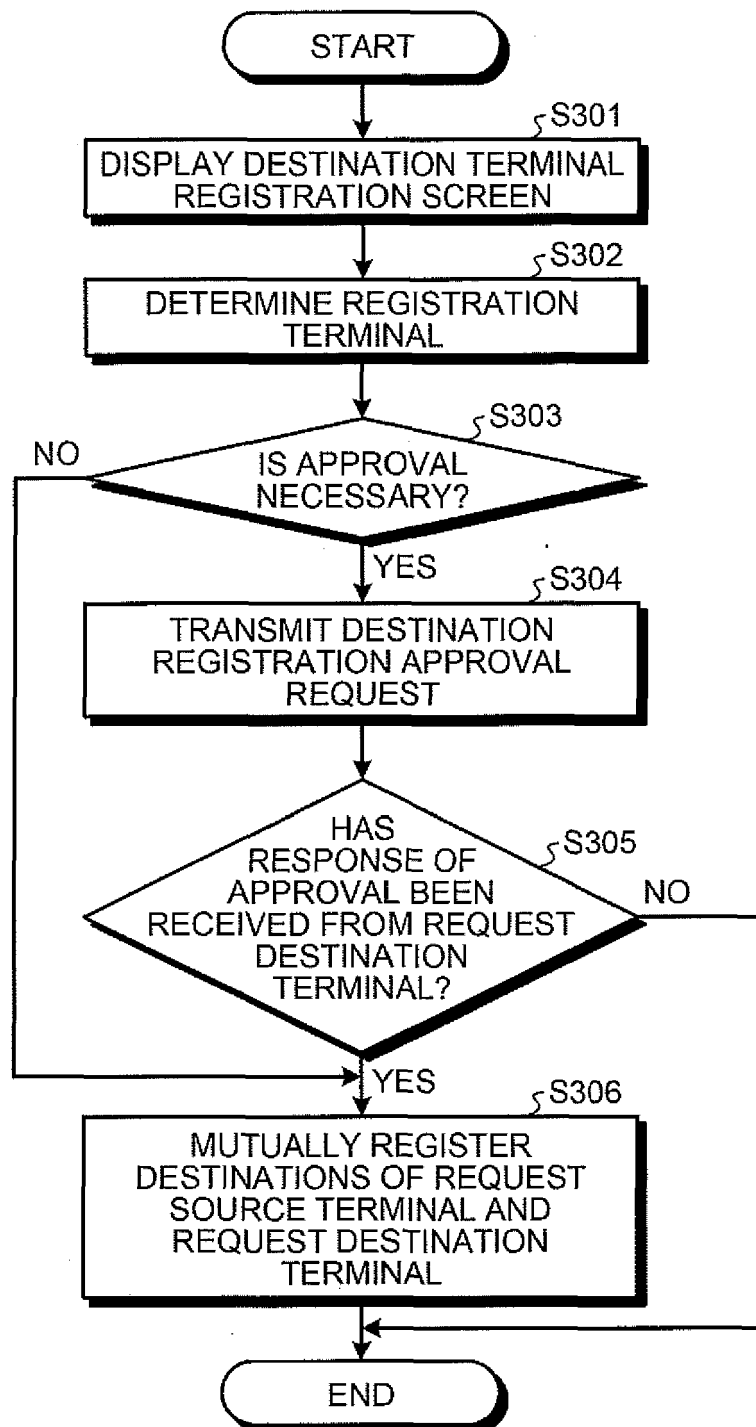 START
S301
DISPLAY DESTINATION TERMINAL
REGISTRATION SCREEN
S302
DETERMINE REGISTRATION
TERMINAL
S303
NO
IS APPROVAL
NECESSARY?
YES
S304
TRANSMIT DESTINATION
REGISTRATION APPROVAL
REQUEST
S305
HAS
RESPONSE OF
APPROVAL BEEN
RECEIVED FROM REQUEST
DESTINATION
TERMINAL?
NO
YES
S306
MUTUALLY REGISTER
DESTINATIONS OF REQUEST
SOURCE TERMINAL AND
REQUEST DESTINATION
TERMINAL
END